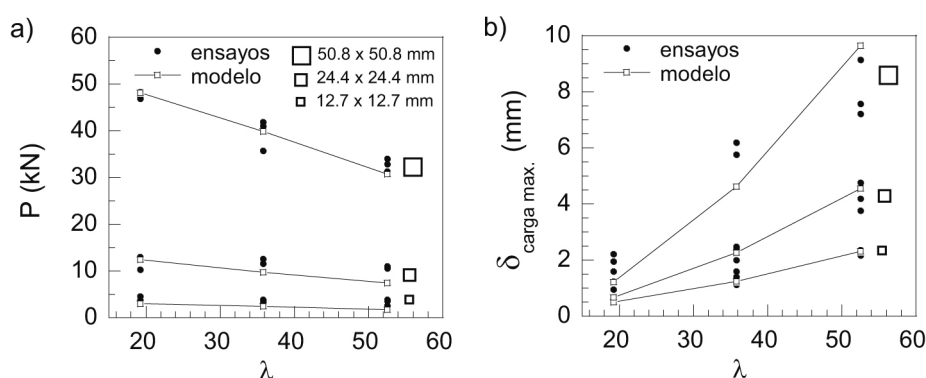 a)
P (kN)
60
50
40
30
20
10
0
ensayos
modelo
50.8 x 50.8 mm
24.4 x 24.4 mm
12.7 x 12.7 mm
20 30 40 50 60
λ
b)
δcarga max. (mm)
10
8
6
4
2
0
ensayos
modelo
20 30 40 50 60
λ